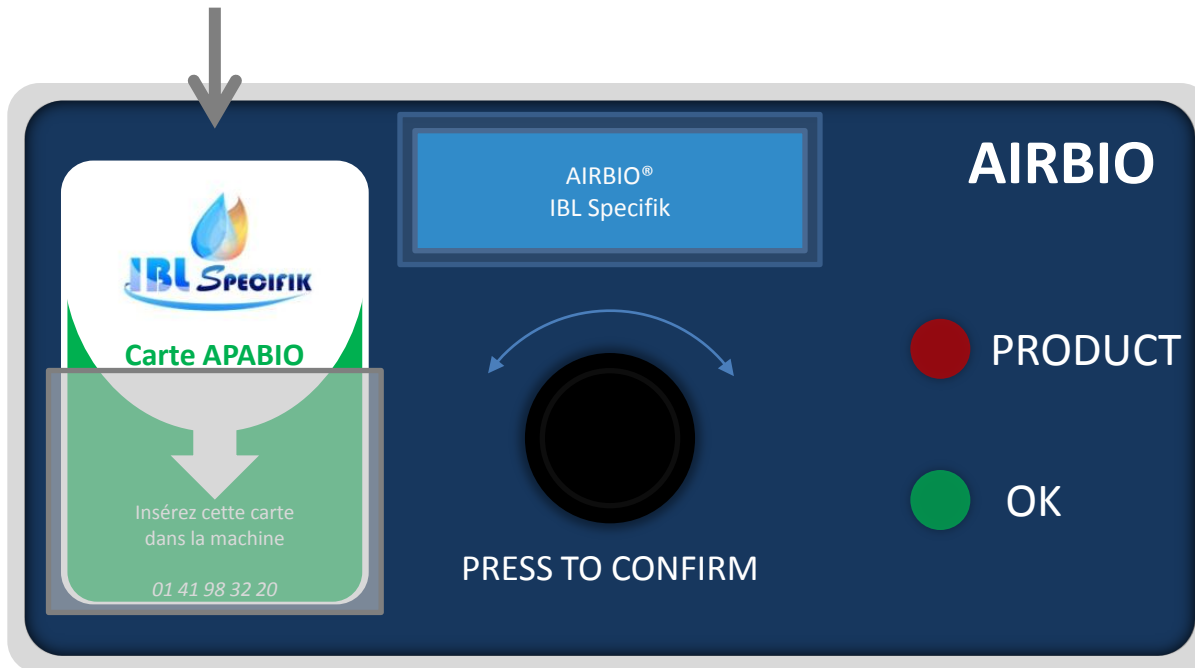 AIRBIO®
IBL Specifik
AIRBIO
IBL SPECIFIK
Carte APABIO
Insérez cette carte
dans la machine
01 41 98 32 20
PRESS TO CONFIRM
PRODUCT
OK